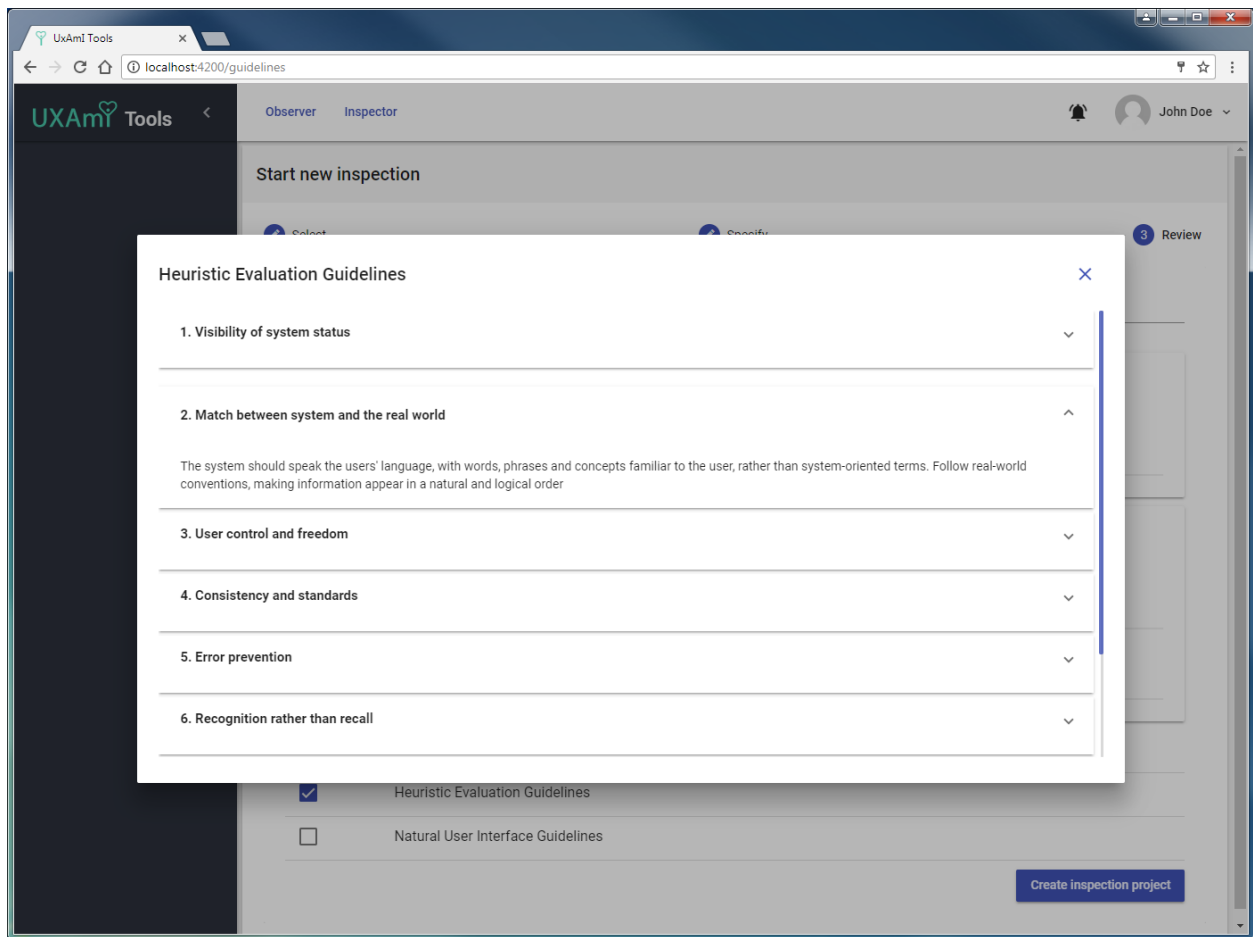 UxAmI Tools
localhost:4200/guidelines
UXAmI Tools
Observer Inspector
John Doe
Start new inspection
Select
Specify
3 Review
Heuristic Evaluation Guidelines
1. Visibility of system status
2. Match between system and the real world
The system should speak the users' language, with words, phrases and concepts familiar to the user, rather than system-oriented terms. Follow real-world
conventions, making information appear in a natural and logical order
3. User control and freedom
4. Consistency and standards
5. Error prevention
6. Recognition rather than recall
Heuristic Evaluation Guidelines
Natural User Interface Guidelines
Create inspection project